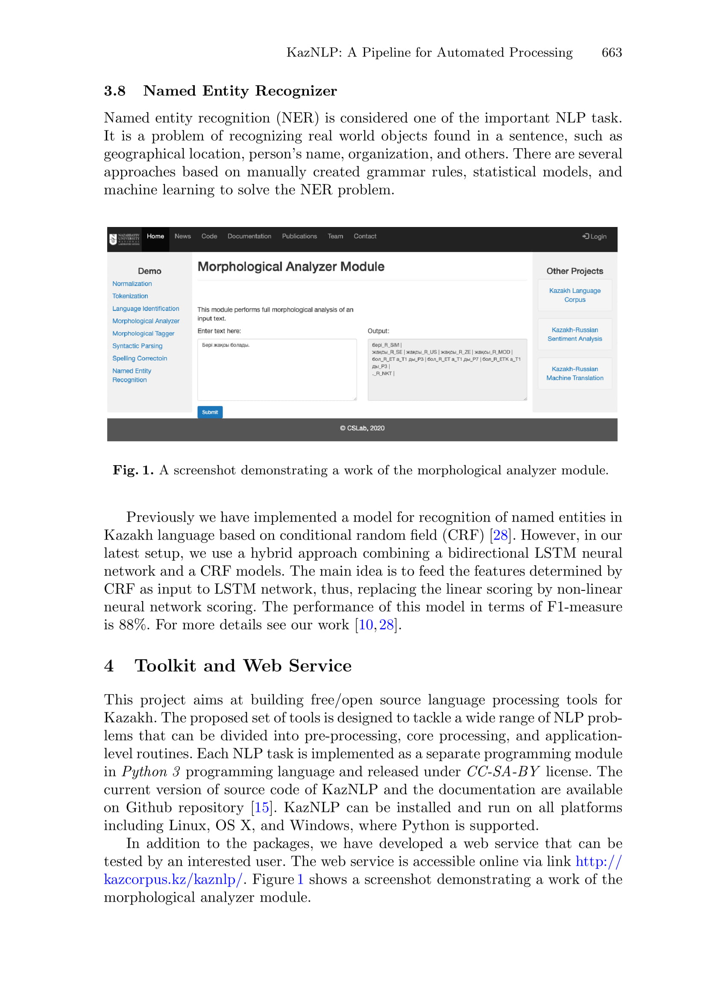 KazNLP: A Pipeline for Automated Processing 663
3.8 Named Entity Recognizer
Named entity recognition (NER) is considered one of the important NLP task.
It is a problem of recognizing real world objects found in a sentence, such as
geographical location, person's name, organization, and others. There are several
approaches based on manually created grammar rules, statistical models, and
machine learning to solve the NER problem.
NAZARBAYEV
UNIVERSITY
NATIONAL
LABORATORY ASTANA
Home News Code Documentation Publications Team Contact Login
Demo
Normalization
Tokenization
Language Identification
Morphological Analyzer
Morphological Tagger
Syntactic Parsing
Spelling Correctoin
Named Entity
Recognition
Morphological Analyzer Module
This module performs full morphological analysis of an
input text.
Enter text here:
Бәрі жақсы болады.
Submit
Output:
бәрі_R_SIM |
жақсы_R_SE | жақсы_R_US | жақсы_R_ZE | жақсы_R_MOD |
бол_R_ET а_T1 ды_P3 | бол_R_ET а_T1 ды_P7 | бол_R_ETK а_T1
ды_P3 |
._R_NKT |
Other Projects
Kazakh Language
Corpus
Kazakh-Russian
Sentiment Analysis
Kazakh-Russian
Machine Translation
© CSLab, 2020
Fig. 1. A screenshot demonstrating a work of the morphological analyzer module.
Previously we have implemented a model for recognition of named entities in
Kazakh language based on conditional random field (CRF) [28]. However, in our
latest setup, we use a hybrid approach combining a bidirectional LSTM neural
network and a CRF models. The main idea is to feed the features determined by
CRF as input to LSTM network, thus, replacing the linear scoring by non-linear
neural network scoring. The performance of this model in terms of F1-measure
is 88%. For more details see our work [10,28].
4 Toolkit and Web Service
This project aims at building free/open source language processing tools for
Kazakh. The proposed set of tools is designed to tackle a wide range of NLP prob-
lems that can be divided into pre-processing, core processing, and application-
level routines. Each NLP task is implemented as a separate programming module
in Python 3 programming language and released under CC-SA-BY license. The
current version of source code of KazNLP and the documentation are available
on Github repository [15]. KazNLP can be installed and run on all platforms
including Linux, OS X, and Windows, where Python is supported.
In addition to the packages, we have developed a web service that can be
tested by an interested user. The web service is accessible online via link http://
kazcorpus.kz/kaznlp/. Figure 1 shows a screenshot demonstrating a work of the
morphological analyzer module.